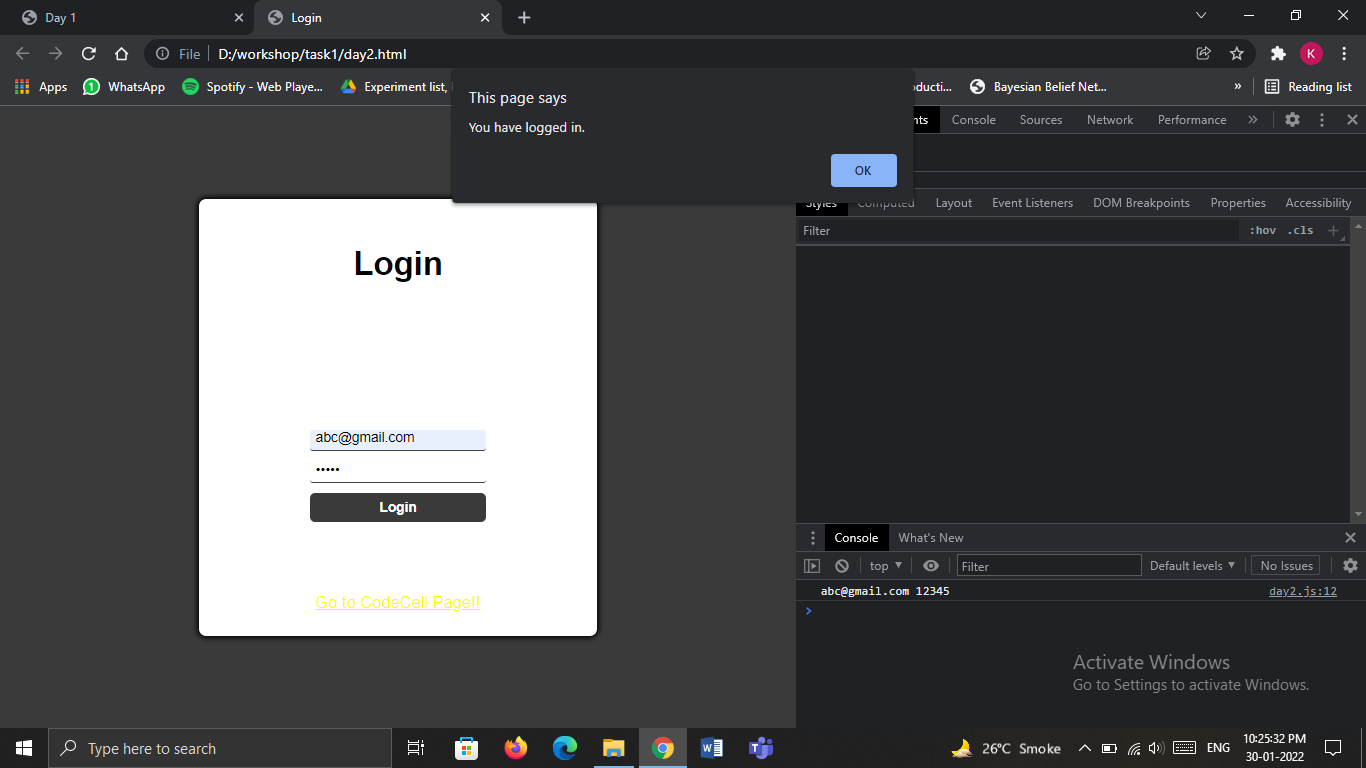 Day 1
Login
File
D:/workshop/task1/day2.html
K
Apps
WhatsApp
Spotify - Web Playe...
Experiment list,
oducti...
Bayesian Belief Net...
»
Reading list
This page says
You have logged in.
OK
nts
Console
Sources
Network
Performance
»
Styles
Computed
Layout
Event Listeners
DOM Breakpoints
Properties
Accessibility
Filter
:hov
.cls
Login
abc@gmail.com
•••••
Login
Go to CodeCell Page!!
Console
What's New
top
Filter
Default levels
No Issues
abc@gmail.com 12345
day2.js:12
Activate Windows
Go to Settings to activate Windows.
Type here to search
26°C Smoke
ENG
10:25:32 PM
30-01-2022